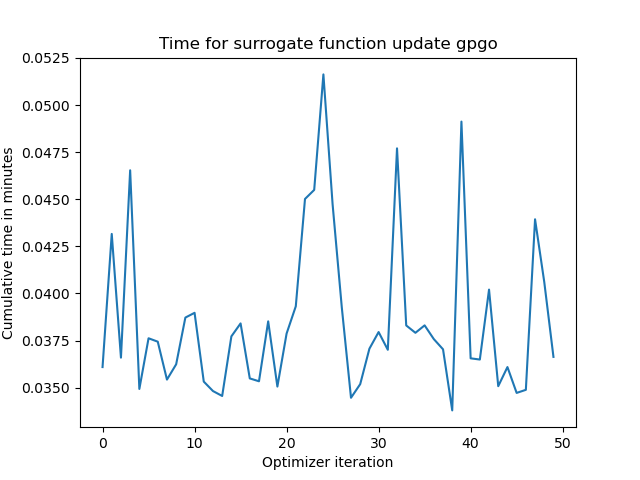 Time for surrogate function update gpgo
Cumulative time in minutes
0.0525
0.0500
0.0475
0.0450
0.0425
0.0400
0.0375
0.0350
0 10 20 30 40 50
Optimizer iteration